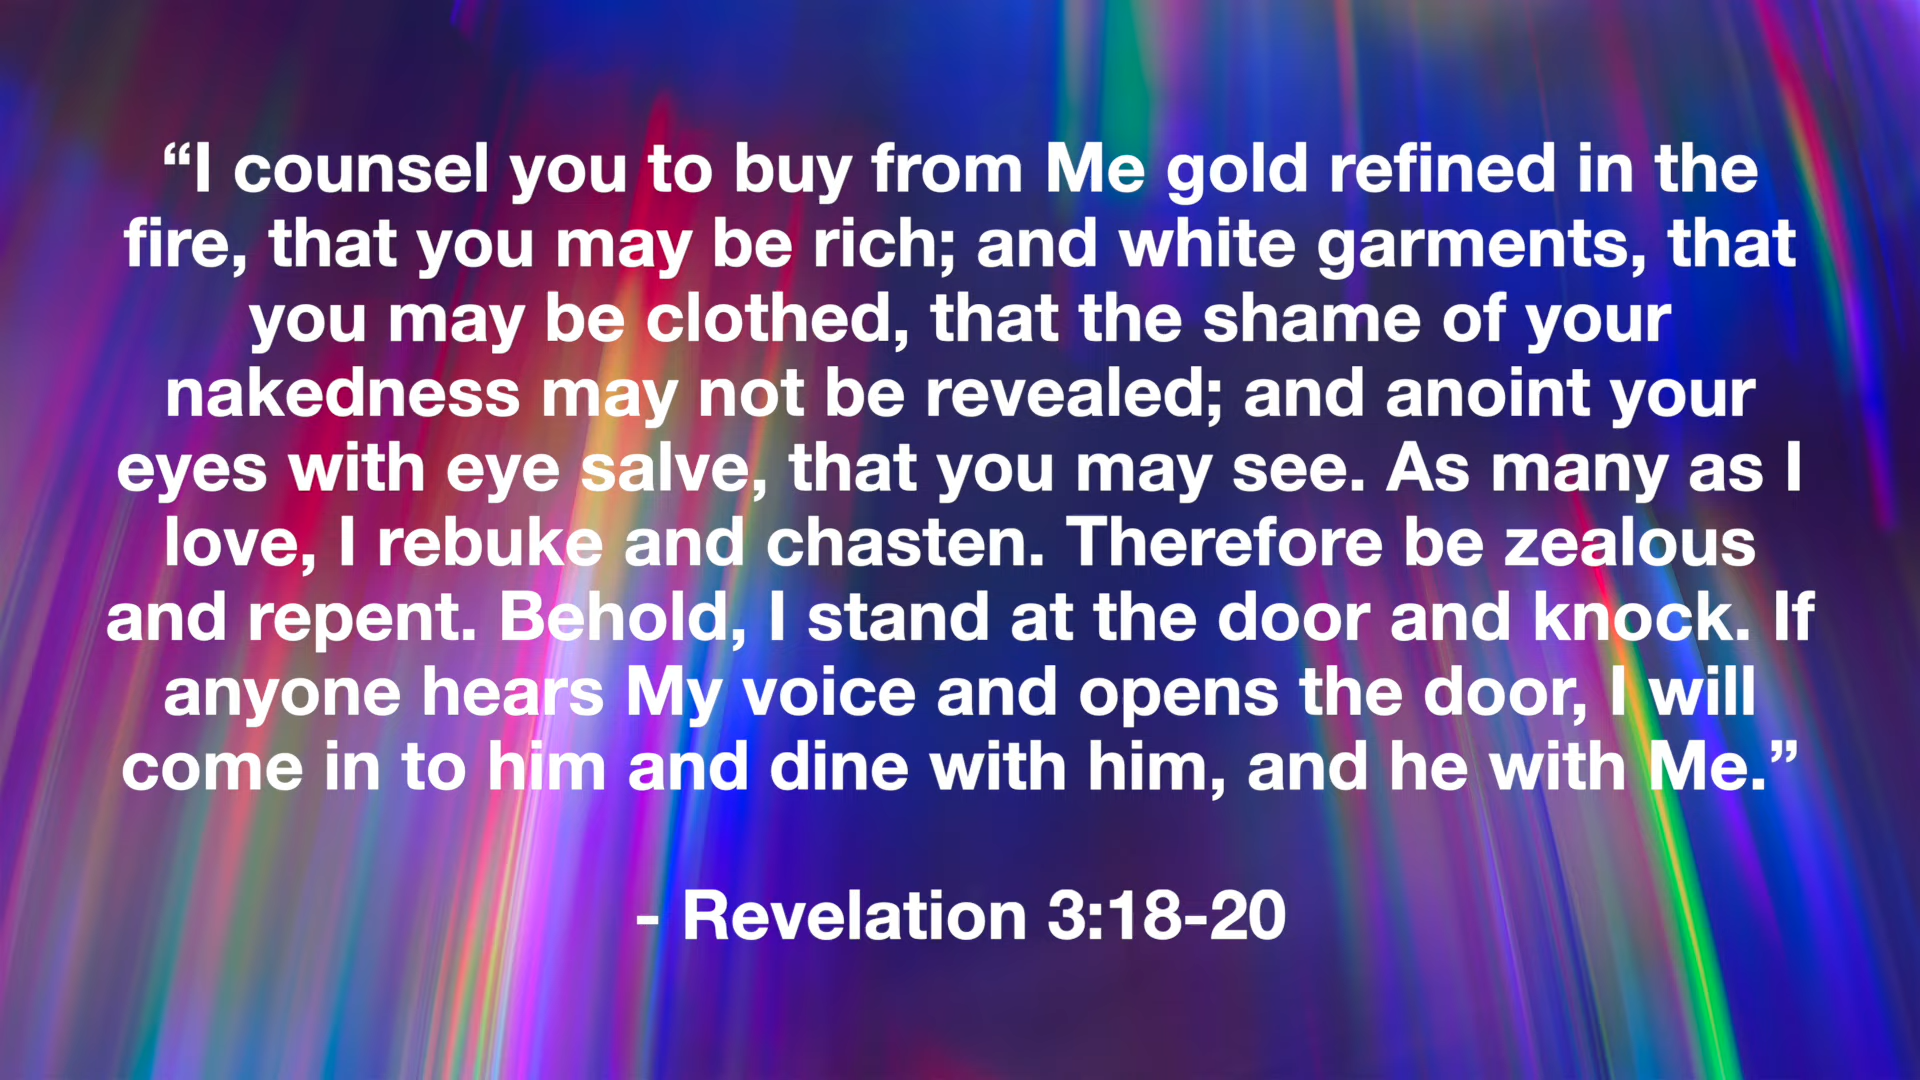 “I counsel you to buy from Me gold refined in the
fire, that you may be rich; and white garments, that
you may be clothed, that the shame of your
nakedness may not be revealed; and anoint your
eyes with eye salve, that you may see. As many as I
love, I rebuke and chasten. Therefore be zealous
and repent. Behold, I stand at the door and knock. If
anyone hears My voice and opens the door, I will
come in to him and dine with him, and he with Me.”
- Revelation 3:18-20